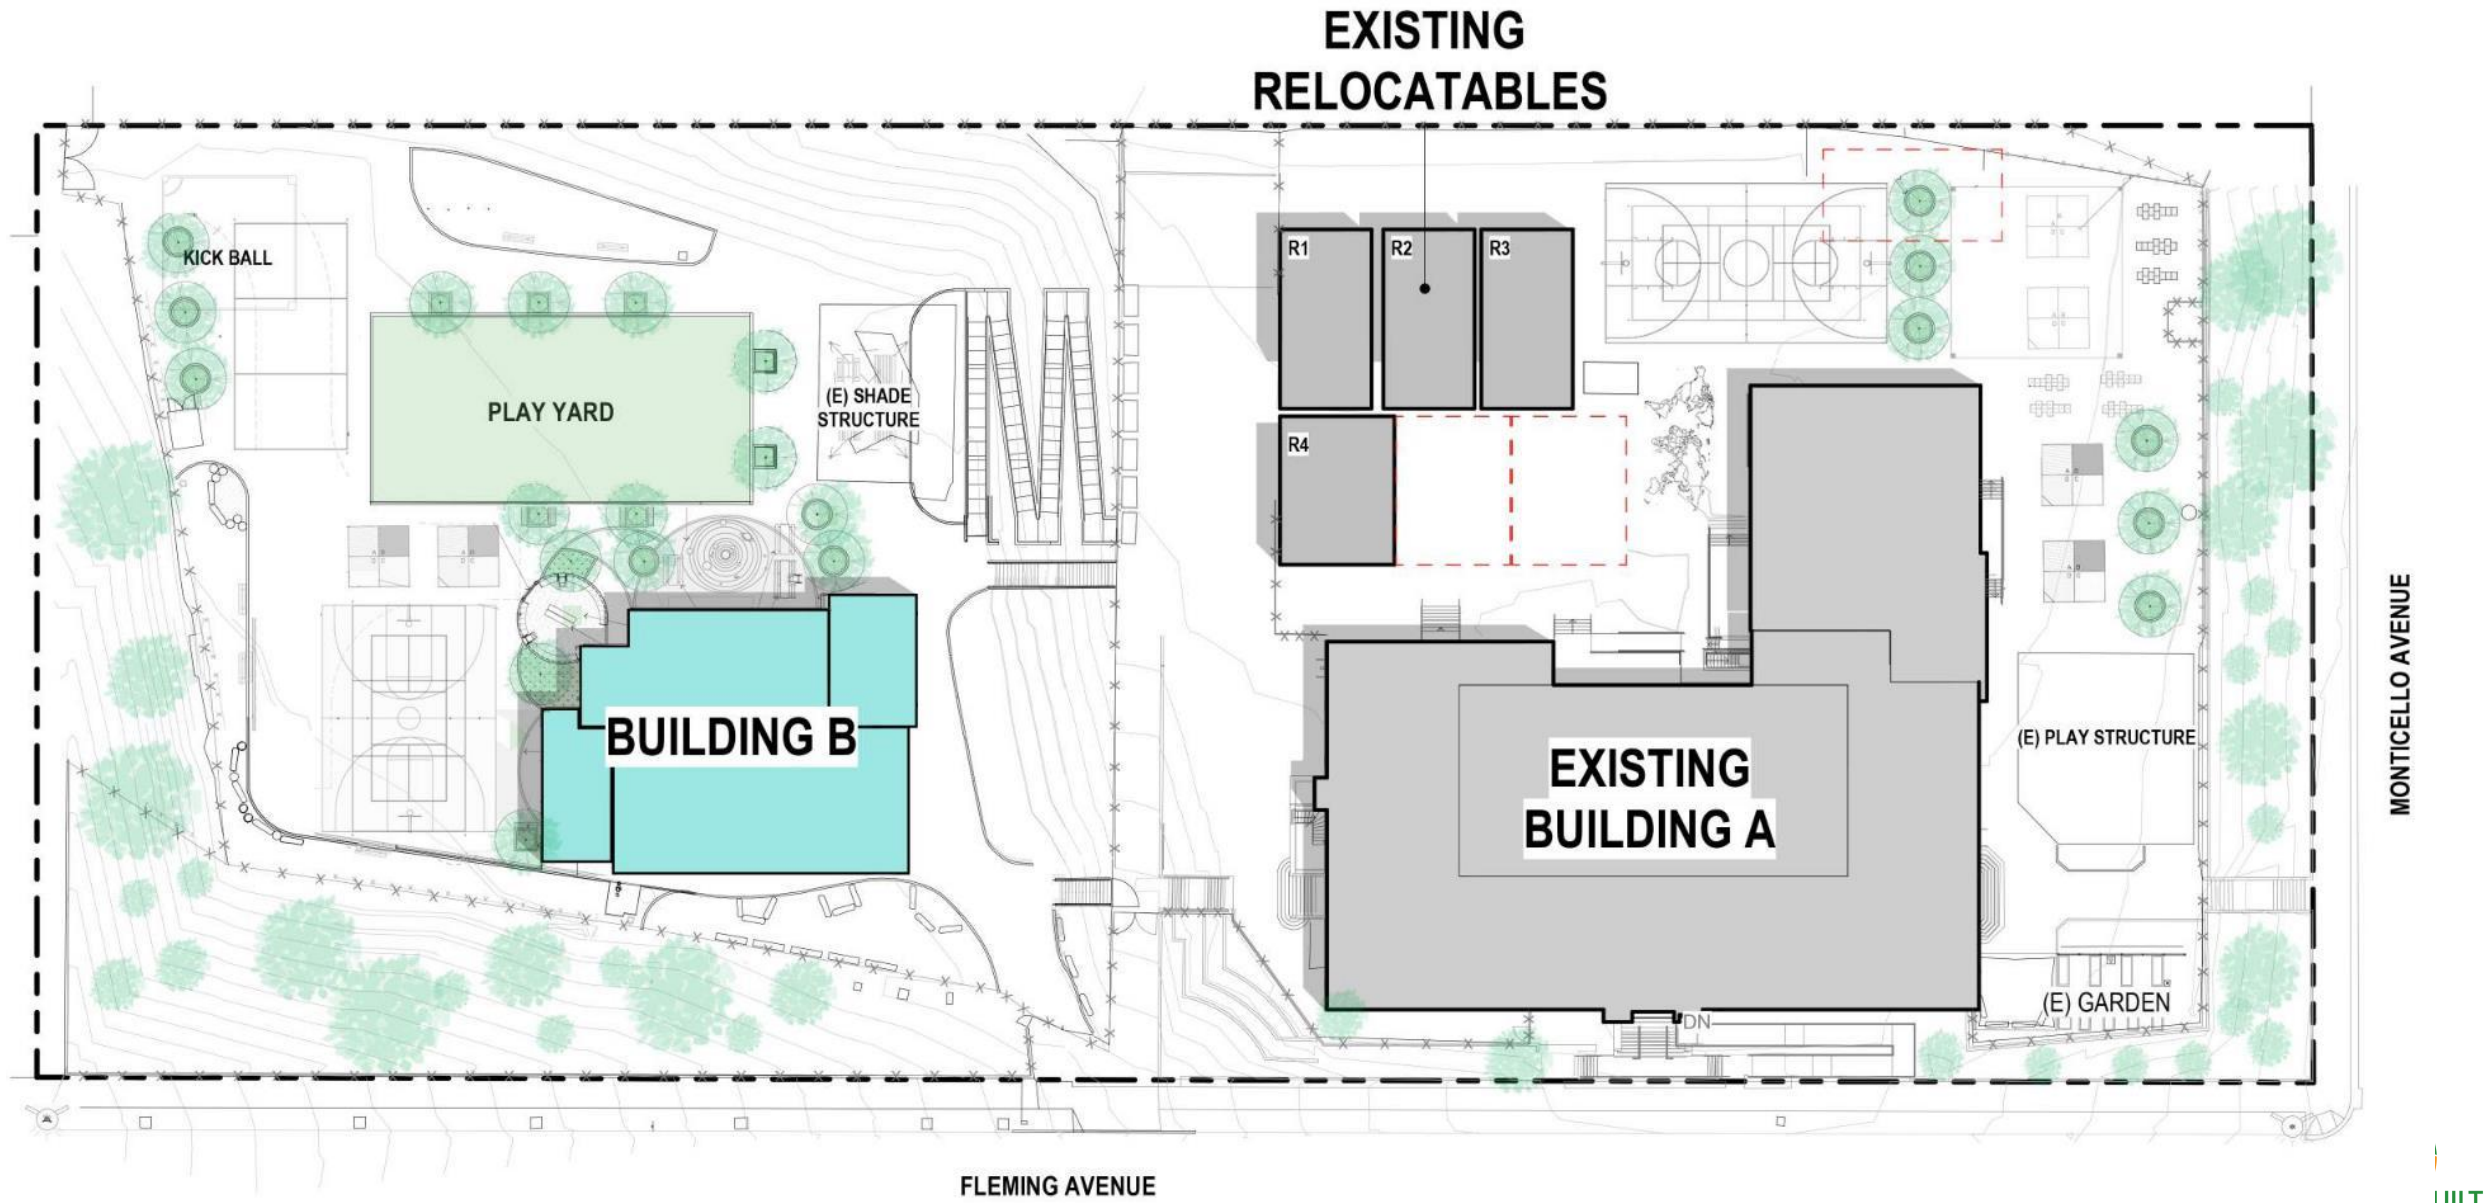 EXISTING
RELOCATABLES
R1
R2
R3
KICK BALL
PLAY YARD
(E) SHADE
STRUCTURE
R4
BUILDING B
EXISTING
BUILDING A
(E) PLAY STRUCTURE
MONTICELLO AVENUE
(E) GARDEN
DN
FLEMING AVENUE